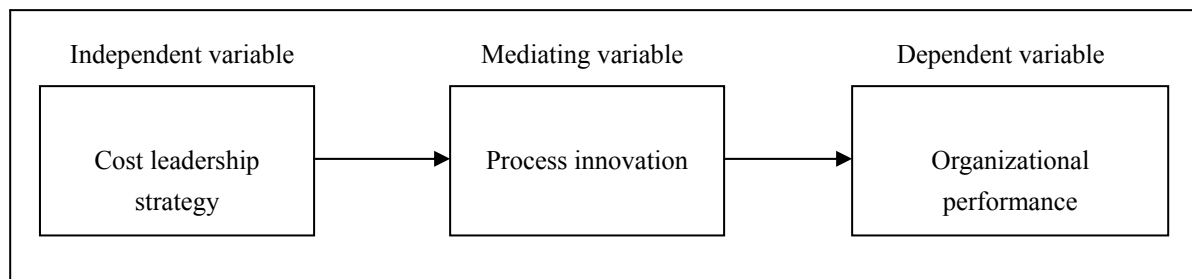 Independent variable
Mediating variable
Dependent variable
Cost leadership
strategy
Process innovation
Organizational
performance